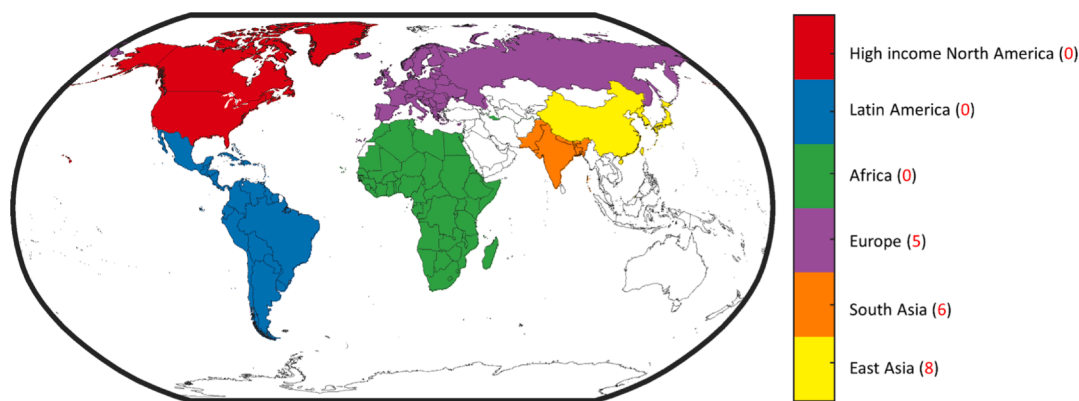 High income North America (0)
Latin America (0)
Africa (0)
Europe (5)
South Asia (6)
East Asia (8)